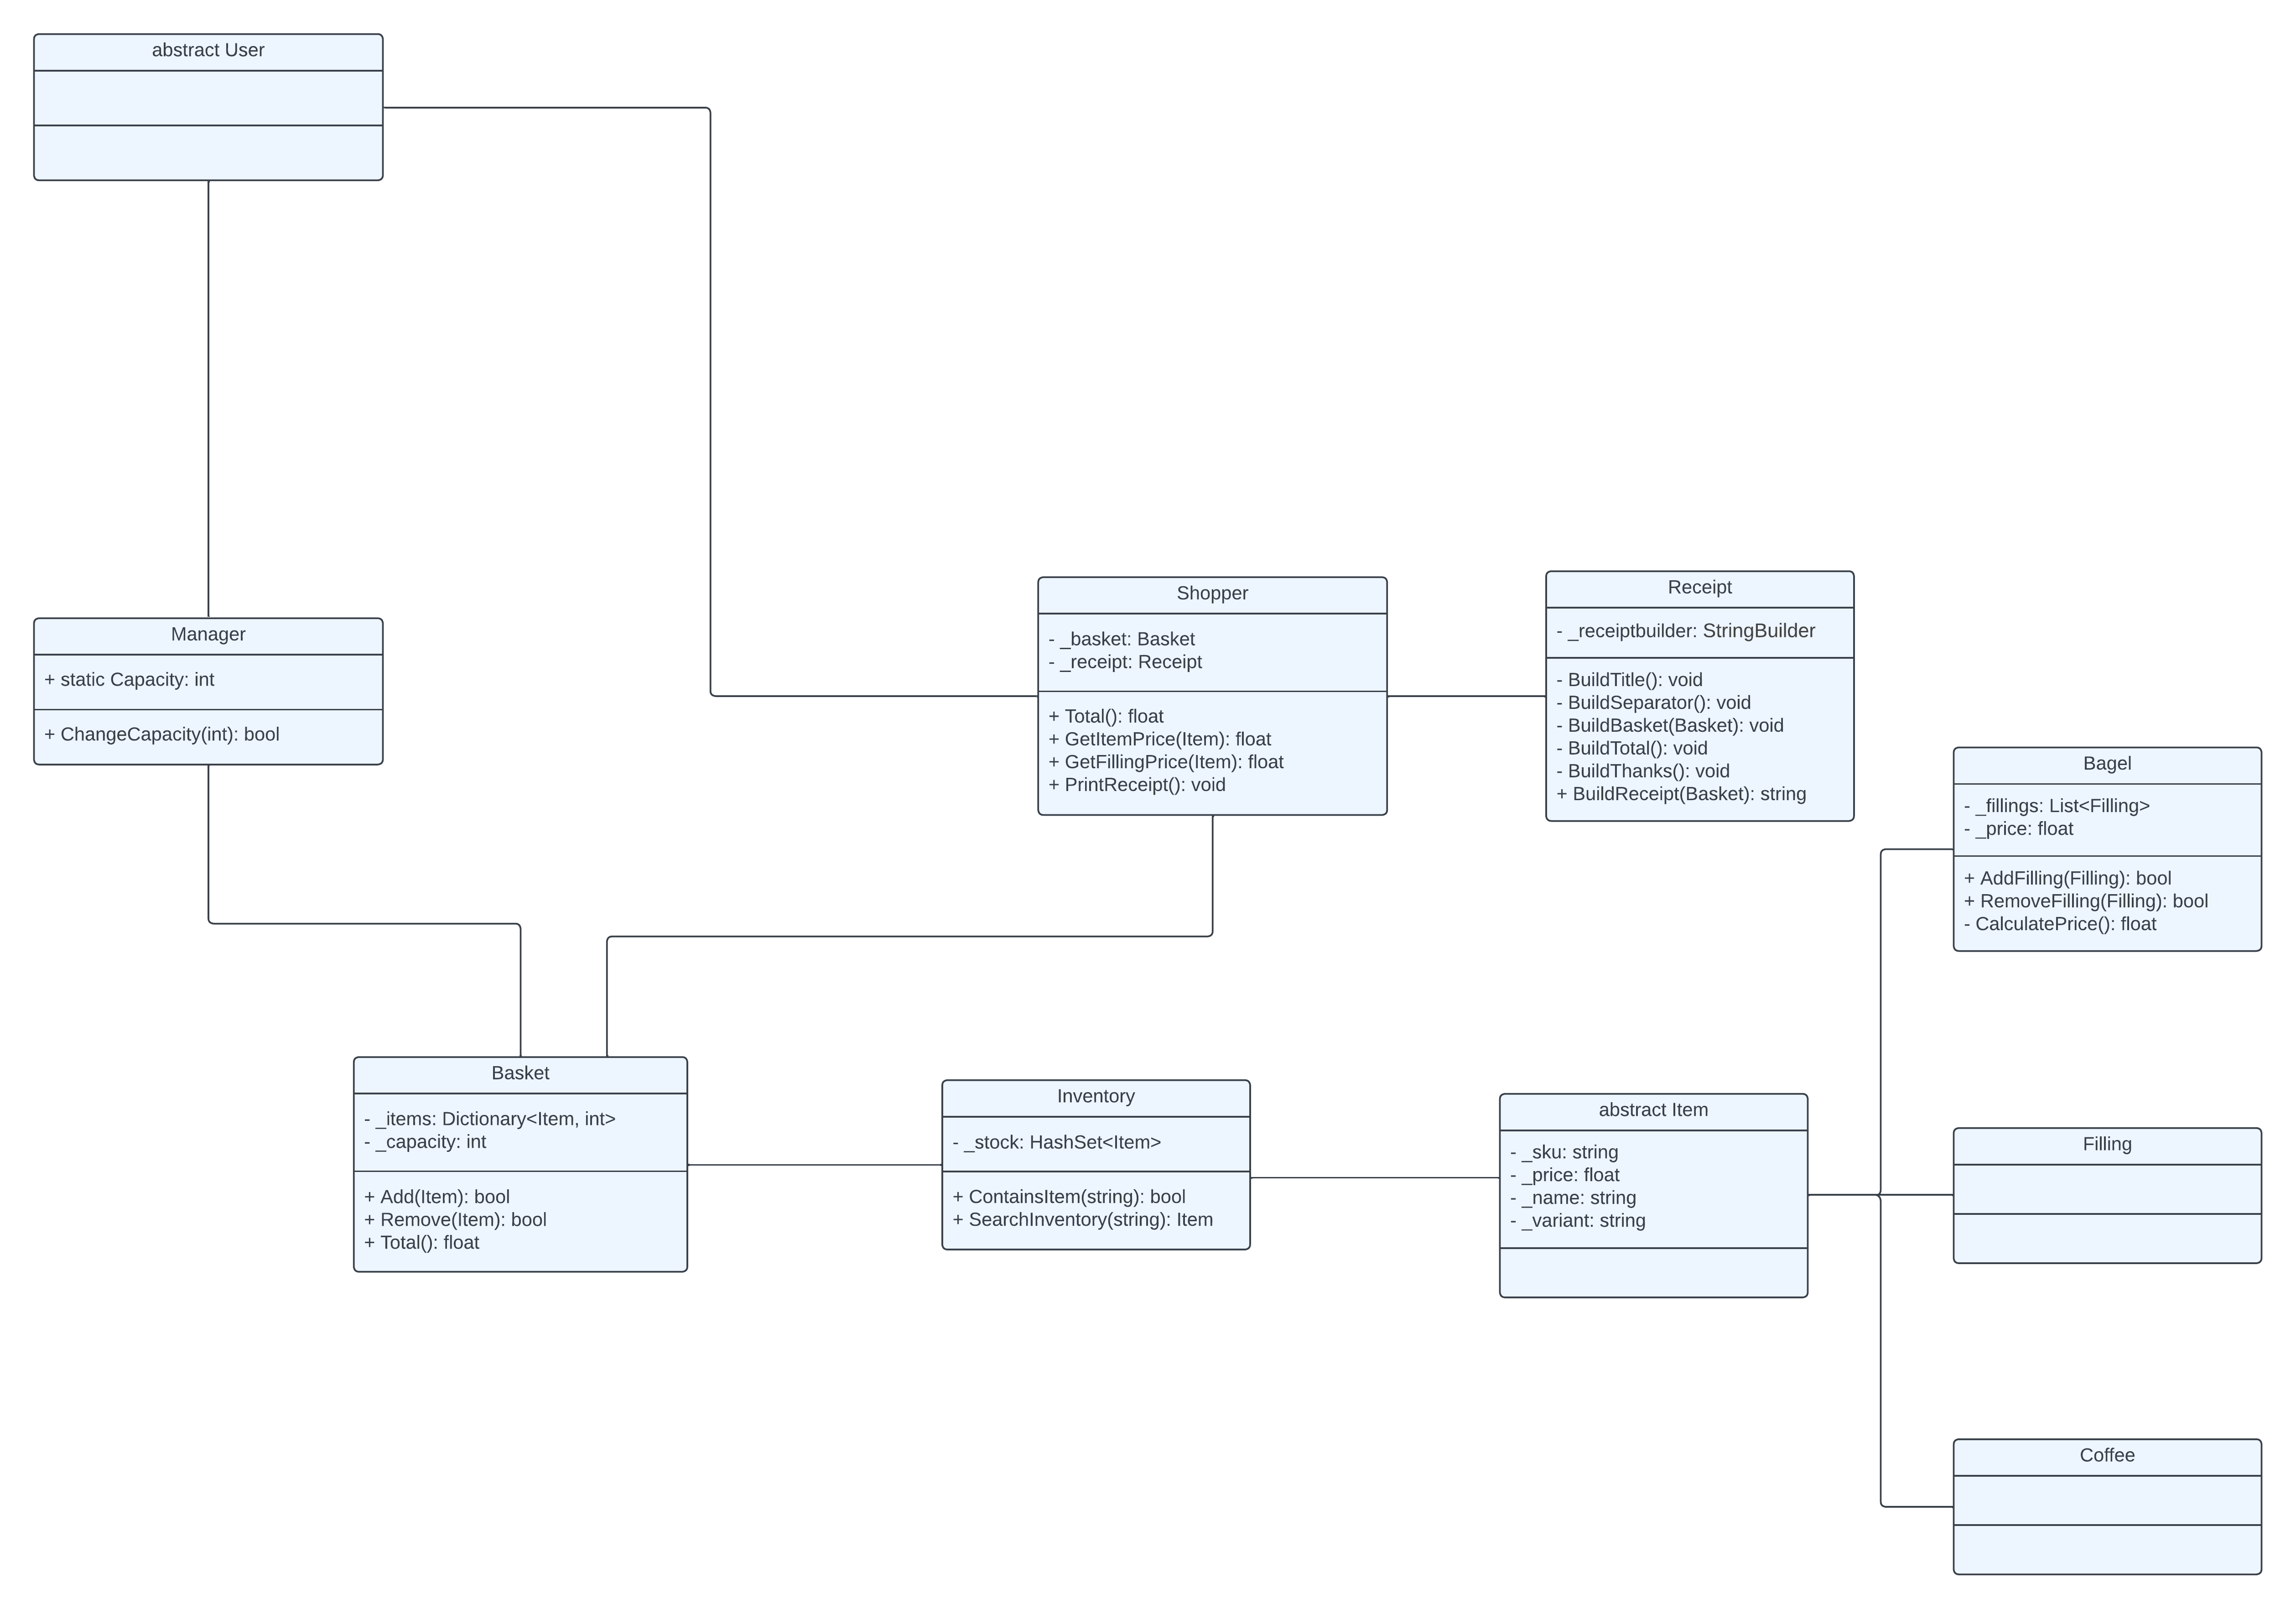 abstract User
Manager
+ static Capacity: int
+ ChangeCapacity(int): bool
Shopper
- _basket: Basket
- _receipt: Receipt
+ Total(): float
+ GetItemPrice(Item): float
+ GetFillingPrice(Item): float
+ PrintReceipt(): void
Receipt
- _receiptbuilder: StringBuilder
- BuildTitle(): void
- BuildSeparator(): void
- BuildBasket(Basket): void
- BuildTotal(): void
- BuildThanks(): void
+ BuildReceipt(Basket): string
Bagel
- _fillings: List<Filling>
- _price: float
+ AddFilling(Filling): bool
+ RemoveFilling(Filling): bool
- CalculatePrice(): float
Basket
- _items: Dictionary<Item, int>
- _capacity: int
+ Add(Item): bool
+ Remove(Item): bool
+ Total(): float
Inventory
- _stock: HashSet<Item>
+ ContainsItem(string): bool
+ SearchInventory(string): Item
abstract Item
- _sku: string
- _price: float
- _name: string
- _variant: string
Filling
Coffee